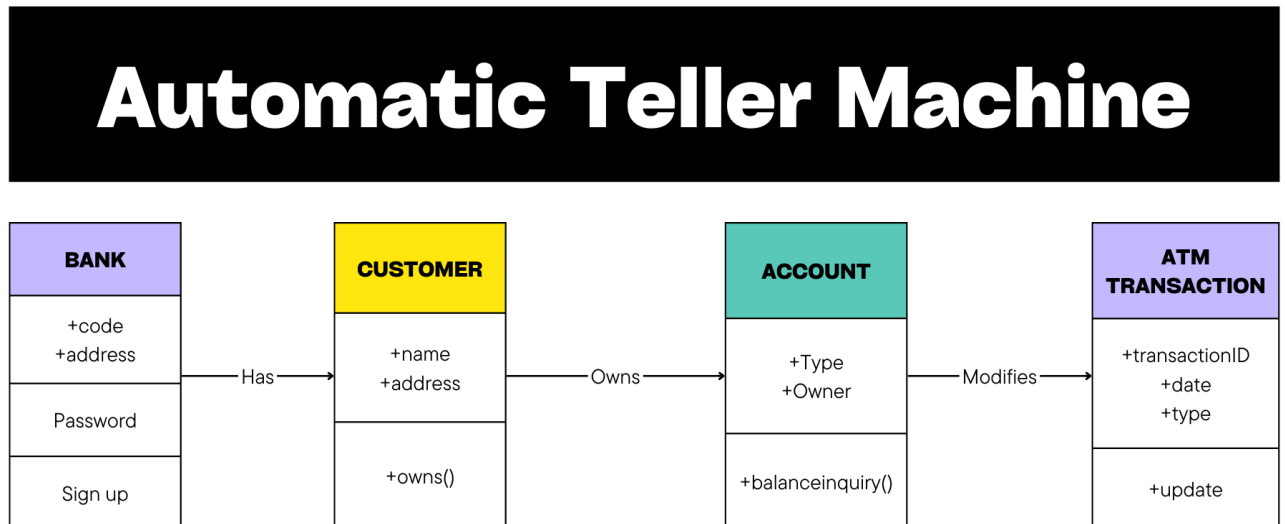 Automatic Teller Machine
BANK
+code
+address
Password
Sign up
Has
CUSTOMER
+name
+address
+owns()
Owns
ACCOUNT
+Type
+Owner
+balanceinquiry()
Modifies
ATM
TRANSACTION
+transactionID
+date
+type
+update